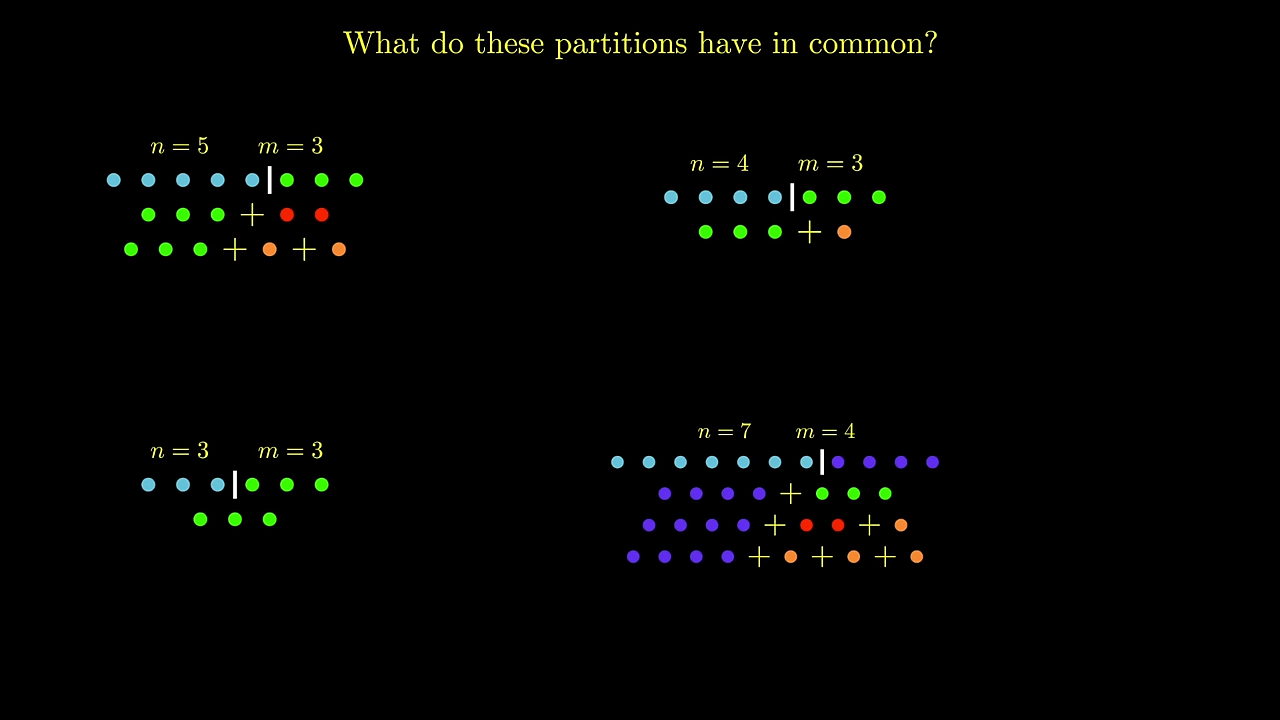 What do these partitions have in common?
n = 5 m = 3
+
+ +
n = 4 m = 3
+
n = 3 m = 3
n = 7 m = 4
+
+ +
+ + +